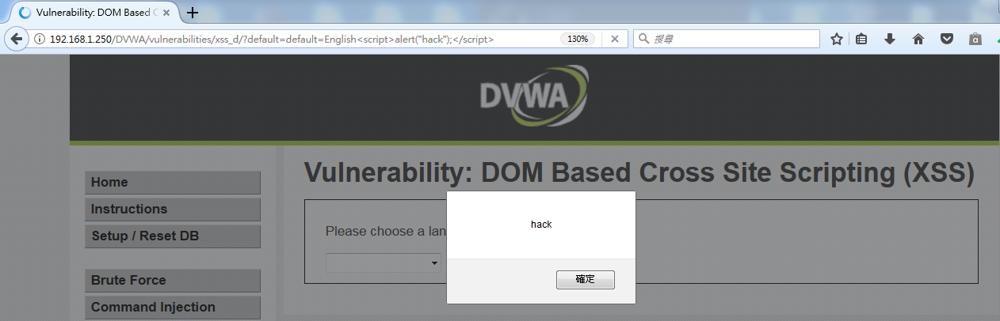 Vulnerability: DOM Based C
192.168.1.250/DVWA/vulnerabilities/xss_d/?default=default=English<script>alert("hack");</script>
130%
搜尋
DVWA
Home
Instructions
Setup / Reset DB
Brute Force
Command Injection
Vulnerability: DOM Based Cross Site Scripting (XSS)
Please choose a lan
hack
確定